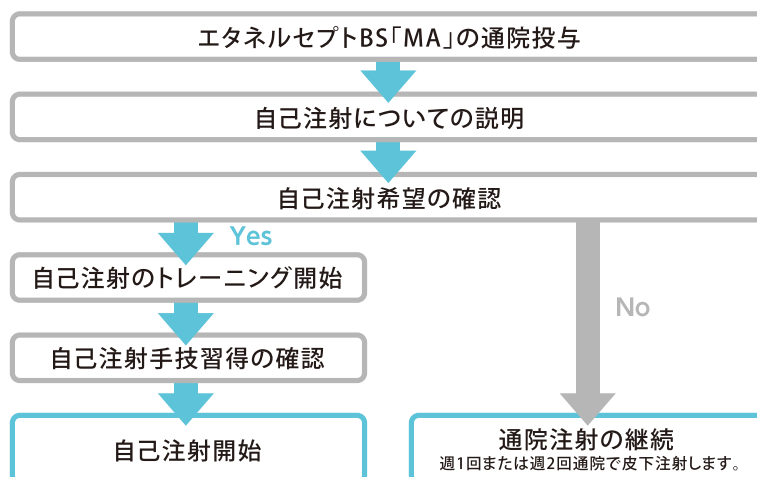 エタネルセプトBS「MA」の通院投与
自己注射についての説明
自己注射希望の確認
Yes
自己注射のトレーニング開始
No
自己注射手技習得の確認
自己注射開始
通院注射の継続
週1回または週2回通院で皮下注射します。